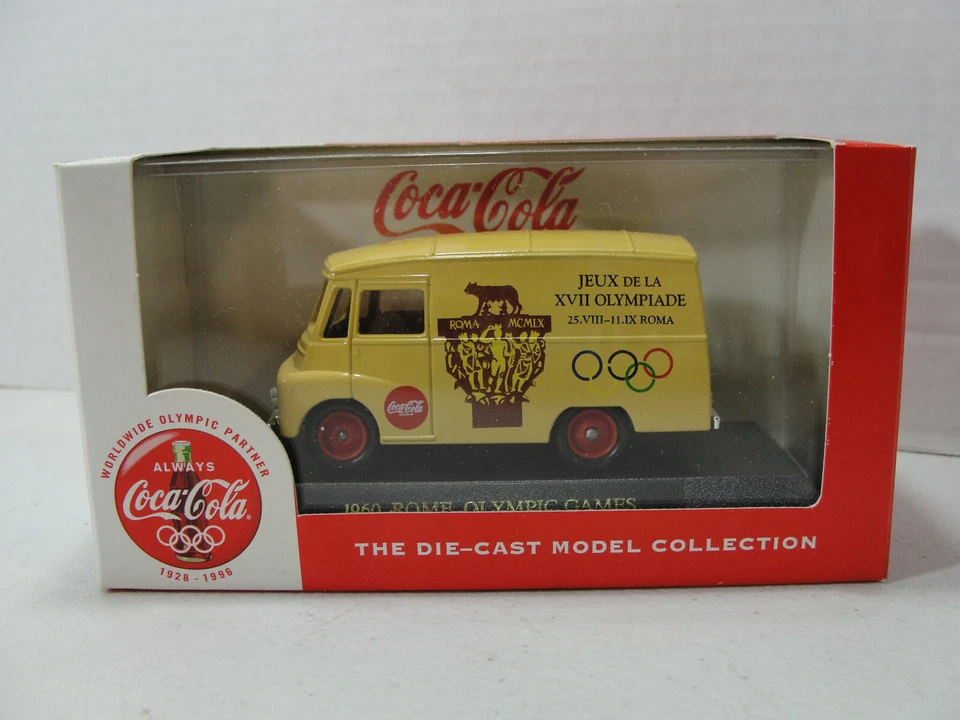 Coca-Cola
JEUX DE LA
XVII OLYMPIADE
25.VIII–11.IX ROMA
ROMA MCMLX
Coca-Cola
1960 ROME OLYMPIC GAMES
WORLDWIDE OLYMPIC PARTNER
ALWAYS
Coca-Cola
1928 - 1996
THE DIE–CAST MODEL COLLECTION